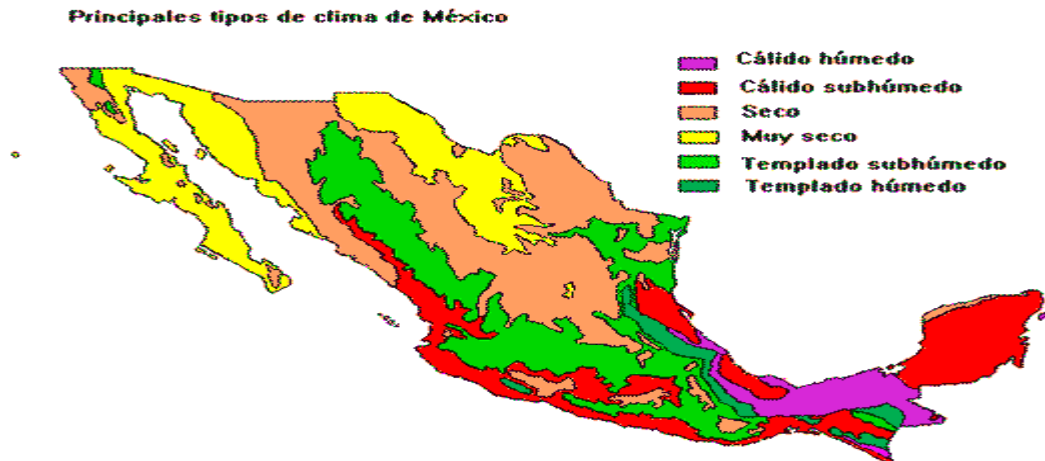 Principales tipos de clima de México
Cálido húmedo
Cálido subhúmedo
Seco
Muy seco
Templado subhúmedo
Templado húmedo